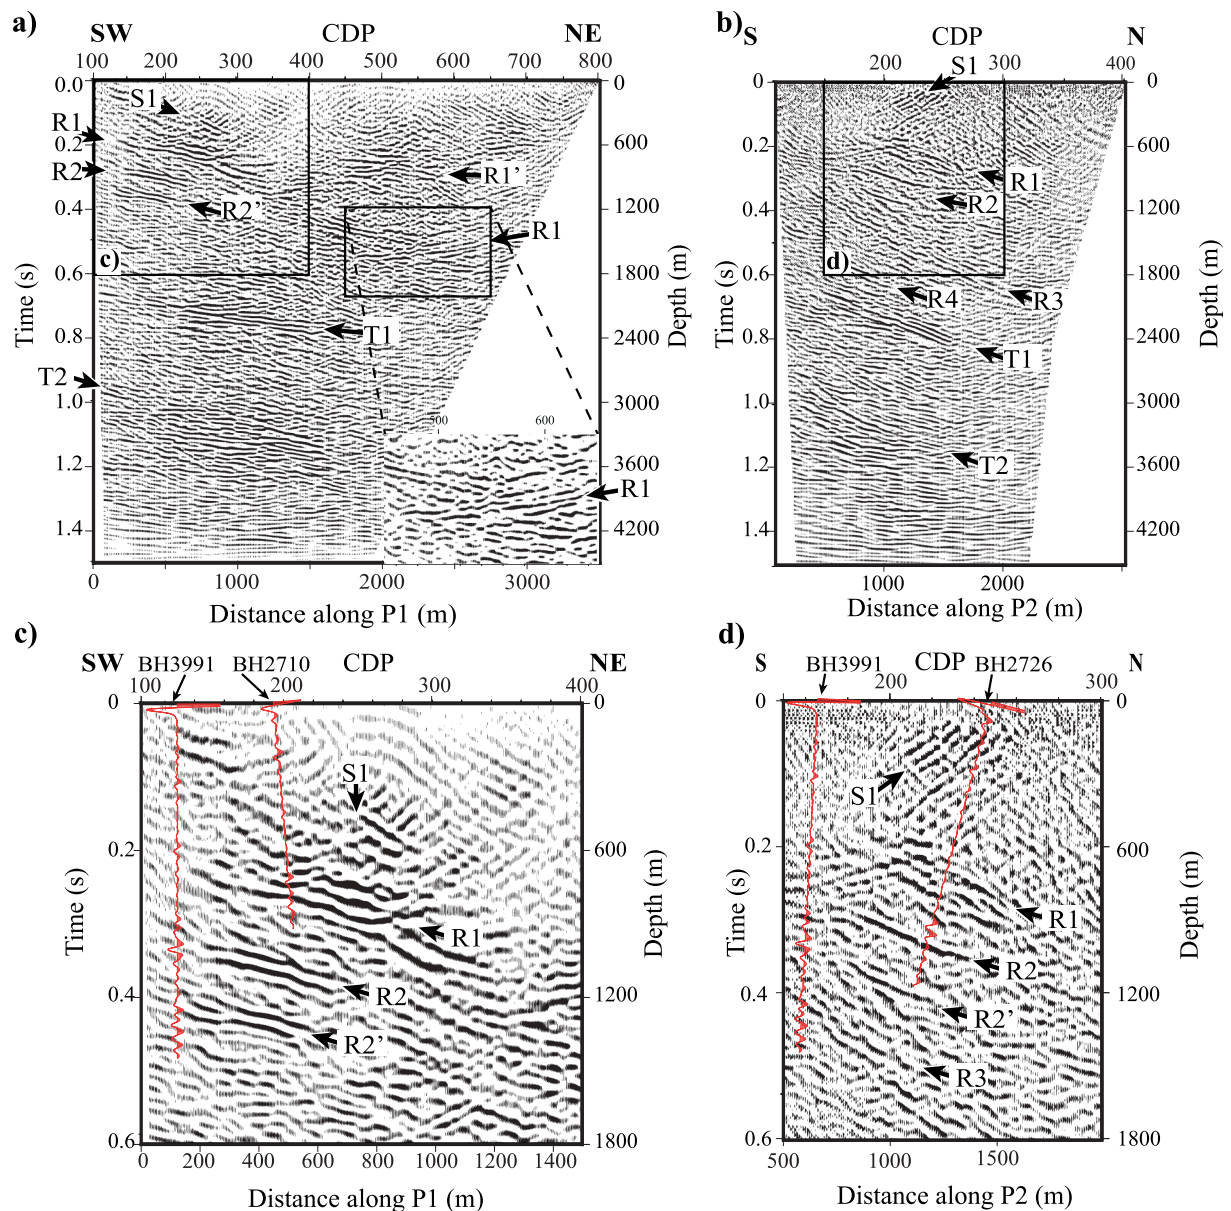 a)
SW CDP NE
100 200 300 400 500 600 700 800
0.0
0.2
0.4
0.6
0.8
1.0
1.2
1.4
Time (s)
0
600
1200
1800
2400
3000
3600
4200
Depth (m)
S1
R1
R2
R2’
R1’
R1
c)
T1
T2
500 600
R1
0 1000 2000 3000
Distance along P1 (m)
b)
S CDP N
200 300 400
S1
0
0.2
0.4
0.6
0.8
1.0
1.2
1.4
Time (s)
0
600
1200
1800
2400
3000
3600
4200
Depth (m)
R1
R2
d)
R4 R3
T1
T2
1000 2000
Distance along P2 (m)
c)
SW BH3991 BH2710 CDP NE
100 200 300 400
0
0.2
0.4
0.6
Time (s)
0
600
1200
1800
Depth (m)
S1
R1
R2
R2’
0 200 400 600 800 1000 1200 1400
Distance along P1 (m)
d)
S BH3991 CDP BH2726 N
200 300
0
0.2
0.4
0.6
Time (s)
0
600
1200
1800
Depth (m)
S1
R1
R2
R2’
R3
500 1000 1500
Distance along P2 (m)